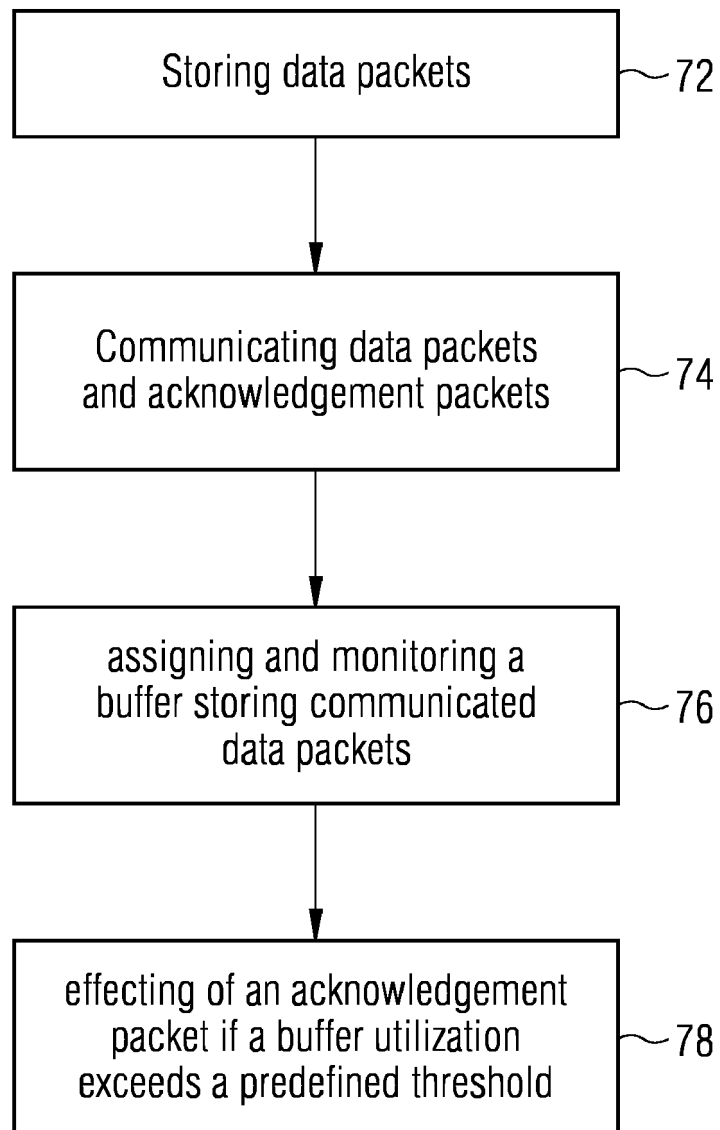 Storing data packets
72
Communicating data packets
and acknowledgement packets
74
assigning and monitoring a
buffer storing communicated
data packets
76
effecting of an acknowledgement
packet if a buffer utilization
exceeds a predefined threshold
78